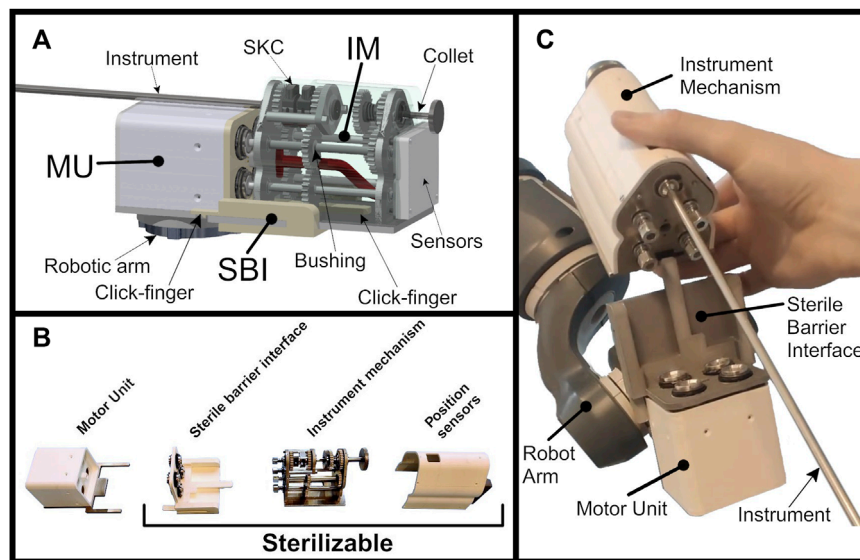 A
Instrument
SKC
IM
Collet
MU
Robotic arm
Click-finger
SBI
Bushing
Click-finger
Sensors
B
Motor Unit
Sterile barrier interface
Instrument mechanism
Position
sensors
Sterilizable
C
Instrument
Mechanism
Sterile
Barrier
Interface
Robot
Arm
Motor Unit
Instrument